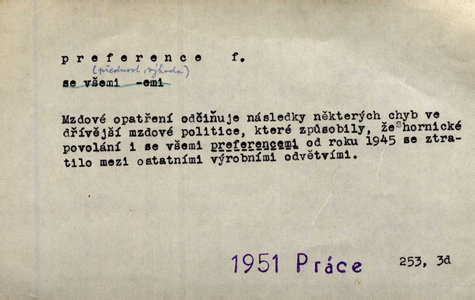 preference f.
(přednost, výhoda)
se všemi -emi
Mzdové opatření odčiňuje následky některých chyb ve
dřívější mzdové politice, které způsobily, že hornické
povolání i se všemi preferencemi od roku 1945 se ztra-
tilo mezi ostatními výrobními odvětvími.
1951 Práce 253, 3d